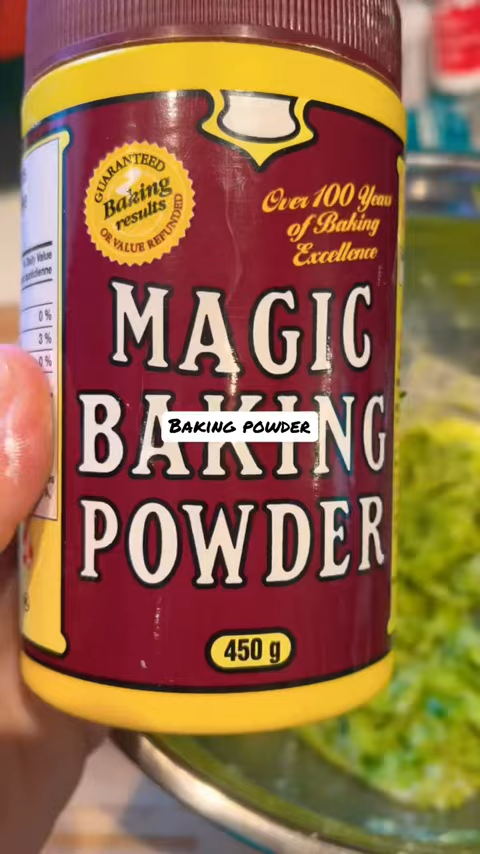 GUARANTEED
Baking
results
OR VALUE REFUNDED
Over 100 Years
of Baking
Excellence
% Daily Value
0 %
3 %
0 %
MAGIC
BAKING
BAKING POWDER
POWDER
450 g